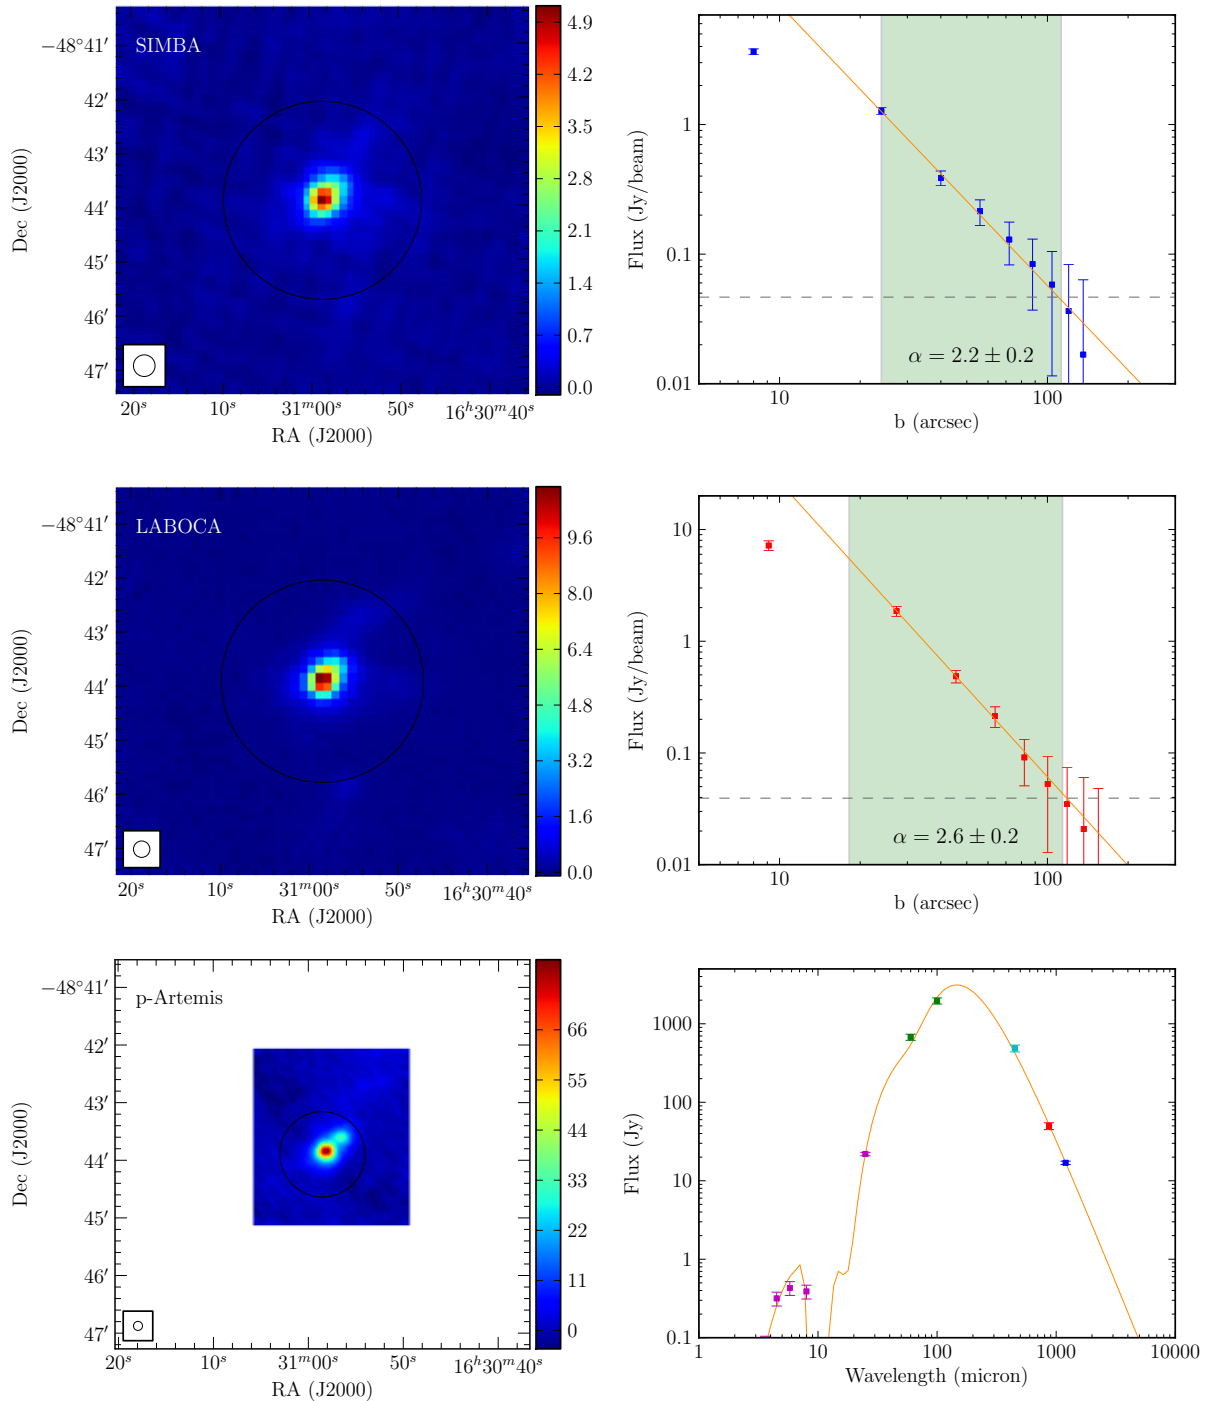 SIMBA
Dec (J2000)
−48°41′
42′
43′
44′
45′
46′
47′
20ˢ 10ˢ 31ᵐ00ˢ 50ˢ 16ʰ30ᵐ40ˢ
RA (J2000)
4.9
4.2
3.5
2.8
2.1
1.4
0.7
0.0
Flux (Jy/beam)
1
0.1
0.01
α = 2.2 ± 0.2
10 100
b (arcsec)
LABOCA
Dec (J2000)
−48°41′
42′
43′
44′
45′
46′
47′
20ˢ 10ˢ 31ᵐ00ˢ 50ˢ 16ʰ30ᵐ40ˢ
RA (J2000)
9.6
8.0
6.4
4.8
3.2
1.6
0.0
Flux (Jy/beam)
10
1
0.1
0.01
α = 2.6 ± 0.2
10 100
b (arcsec)
p-Artemis
Dec (J2000)
−48°41′
42′
43′
44′
45′
46′
47′
20ˢ 10ˢ 31ᵐ00ˢ 50ˢ 16ʰ30ᵐ40ˢ
RA (J2000)
66
55
44
33
22
11
0
Flux (Jy)
1000
100
10
1
0.1
1 10 100 1000 10000
Wavelength (micron)